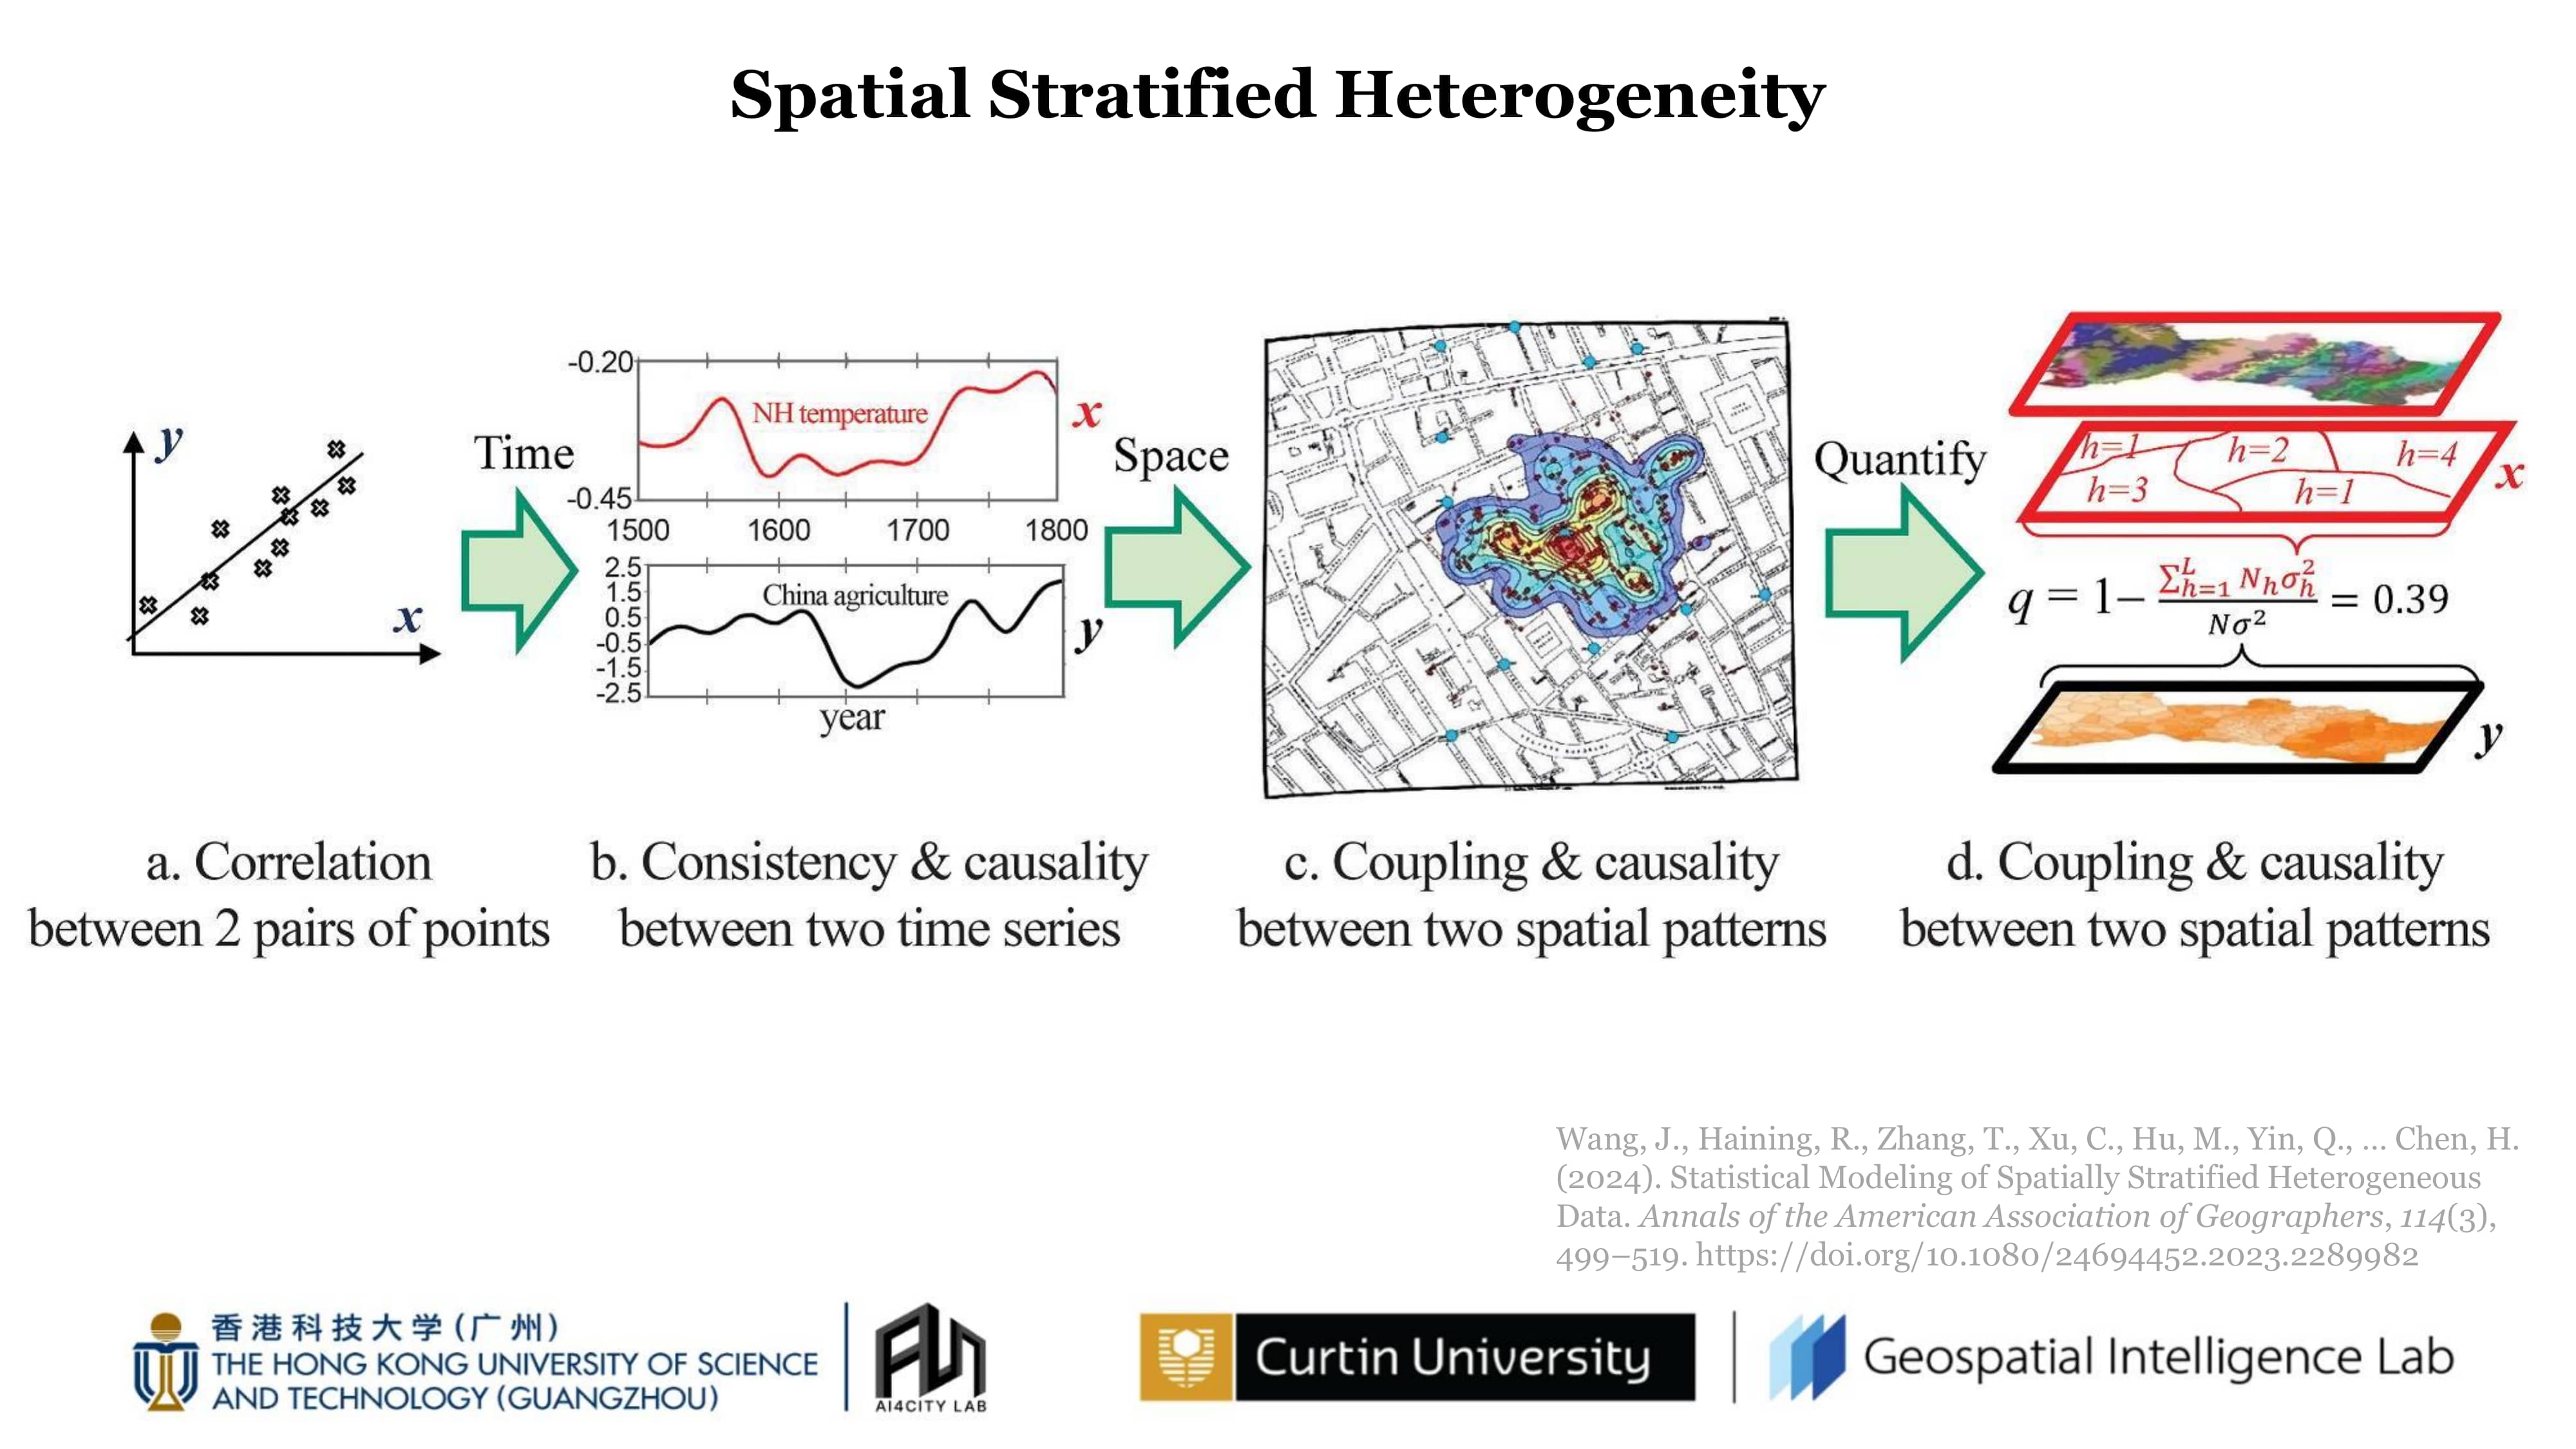 Spatial Stratified Heterogeneity
y
x
Time
-0.20
NH temperature
x
-0.45
1500 1600 1700 1800
2.5
1.5
0.5
-0.5
-1.5
-2.5
China agriculture
y
year
Space
Quantify
h=1 h=2 h=4
h=3 h=1
x
q = 1− \frac{∑_{h=1}^{L} N_hσ_h^2}{Nσ^2} = 0.39
y
a. Correlation
between 2 pairs of points
b. Consistency & causality
between two time series
c. Coupling & causality
between two spatial patterns
d. Coupling & causality
between two spatial patterns
Wang, J., Haining, R., Zhang, T., Xu, C., Hu, M., Yin, Q., ... Chen, H.
(2024). Statistical Modeling of Spatially Stratified Heterogeneous
Data. Annals of the American Association of Geographers, 114(3),
499–519. https://doi.org/10.1080/24694452.2023.2289982
香港科技大学(广州)
THE HONG KONG UNIVERSITY OF SCIENCE
AND TECHNOLOGY (GUANGZHOU)
AI4CITY LAB
Curtin University
Geospatial Intelligence Lab